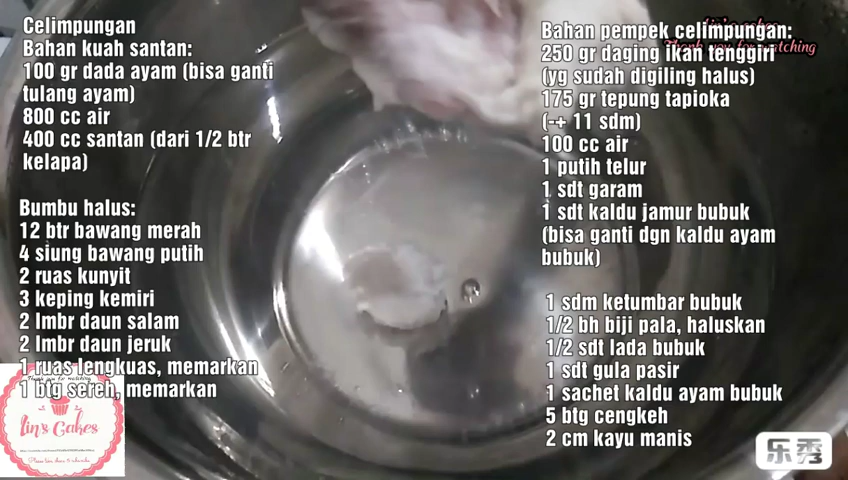 Celimpungan
Bahan kuah santan:
100 gr dada ayam (bisa ganti
tulang ayam)
800 cc air
400 cc santan (dari 1/2 btr
kelapa)
Bumbu halus:
12 btr bawang merah
4 siung bawang putih
2 ruas kunyit
3 keping kemiri
2 lmbr daun salam
2 lmbr daun jeruk
1 ruas lengkuas, memarkan
1 btg sereh, memarkan
Thank you for watching
Lin's Cakes
Bahan pempek celimpungan:
250 gr daging ikan tenggiri
(yg sudah digiling halus)
175 gr tepung tapioka
(-+ 11 sdm)
100 cc air
1 putih telur
1 sdt garam
1 sdt kaldu jamur bubuk
(bisa ganti dgn kaldu ayam
bubuk)
1 sdm ketumbar bubuk
1/2 bh biji pala, haluskan
1/2 sdt lada bubuk
1 sdt gula pasir
1 sachet kaldu ayam bubuk
5 btg cengkeh
2 cm kayu manis
Thank you for watching
乐秀